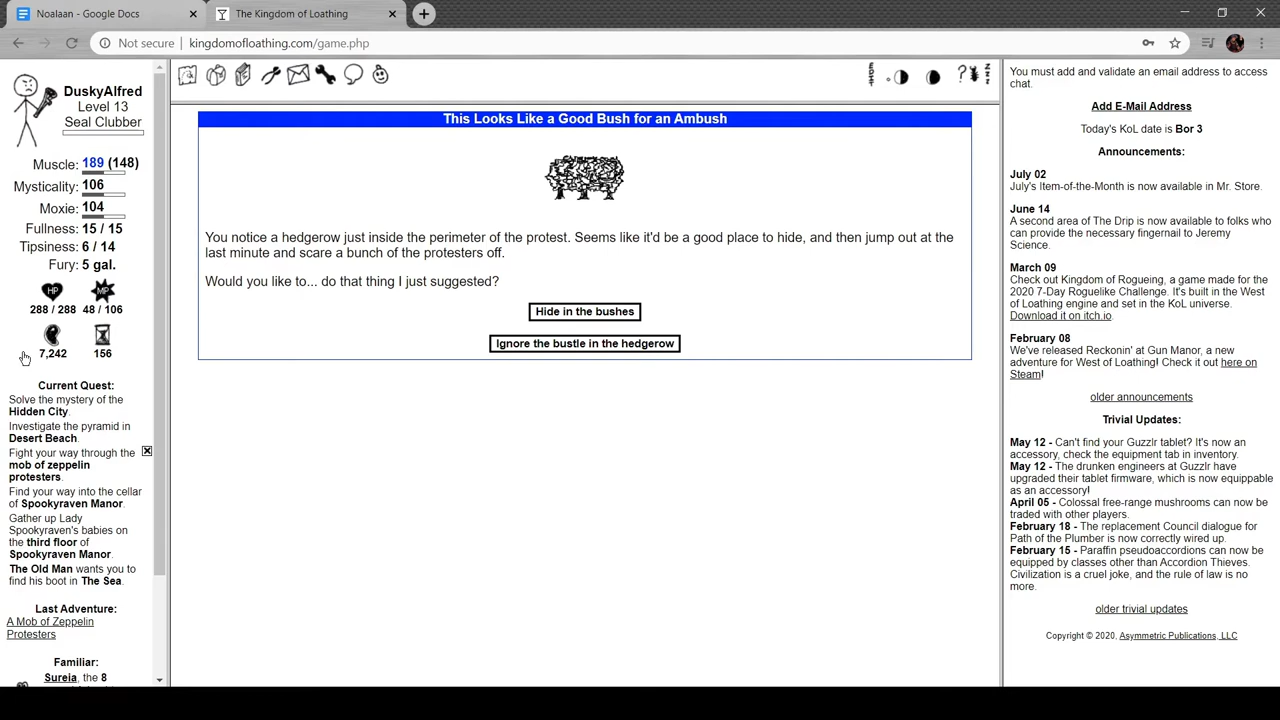 Noalaan - Google Docs
The Kingdom of Loathing
Not secure
kingdomofloathing.com/game.php
DuskyAlfred
Level 13
Seal Clubber
Muscle: 189 (148)
Mysticality: 106
Moxie: 104
Fullness: 15 / 15
Tipsiness: 6 / 14
Fury: 5 gal.
HP
MP
288 / 288
48 / 106
7,242
156
Current Quest:
Solve the mystery of the
Hidden City.
Investigate the pyramid in
Desert Beach.
Fight your way through the
mob of zeppelin
protesters.
Find your way into the cellar
of Spookyraven Manor.
Gather up Lady
Spookyraven's babies on
the third floor of
Spookyraven Manor.
The Old Man wants you to
find his boot in The Sea.
Last Adventure:
A Mob of Zeppelin
Protesters
Familiar:
Sureia, the 8
This Looks Like a Good Bush for an Ambush
You notice a hedgerow just inside the perimeter of the protest. Seems like it'd be a good place to hide, and then jump out at the
last minute and scare a bunch of the protesters off.
Would you like to... do that thing I just suggested?
Hide in the bushes
Ignore the bustle in the hedgerow
You must add and validate an email address to access
chat.
Add E-Mail Address
Today's KoL date is Bor 3
Announcements:
July 02
July's Item-of-the-Month is now available in Mr. Store.
June 14
A second area of The Drip is now available to folks who
can provide the necessary fingernail to Jeremy
Science.
March 09
Check out Kingdom of Rogueing, a game made for the
2020 7-Day Roguelike Challenge. It's built in the West
of Loathing engine and set in the KoL universe.
Download it on itch.io.
February 08
We've released Reckonin' at Gun Manor, a new
adventure for West of Loathing! Check it out here on
Steam!
older announcements
Trivial Updates:
May 12 - Can't find your Guzzlr tablet? It's now an
accessory, check the equipment tab in inventory.
May 12 - The drunken engineers at Guzzlr have
upgraded their tablet firmware, which is now equippable
as an accessory!
April 05 - Colossal free-range mushrooms can now be
traded with other players.
February 18 - The replacement Council dialogue for
Path of the Plumber is now correctly wired up.
February 15 - Paraffin pseudoaccordions can now be
equipped by classes other than Accordion Thieves.
Civilization is a cruel joke, and the rule of law is no
more.
older trivial updates
Copyright © 2020, Asymmetric Publications, LLC